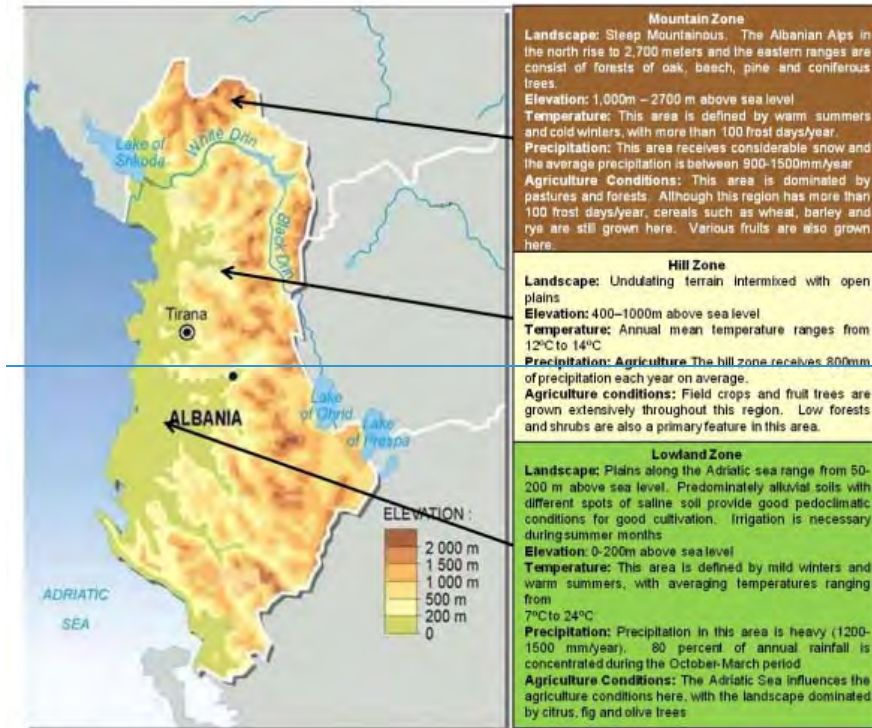 Lake of
Shkoda
White Drin
Black Drin
Tirana
ALBANIA
Lake
of Ohrid
Lake
of Prespa
ADRIATIC
SEA
ELEVATION :
2 000 m
1 500 m
1 000 m
500 m
200 m
0
Mountain Zone
Landscape: Steep Mountainous. The Albanian Alps in
the north rise to 2,700 meters and the eastern ranges are
consist of forests of oak, beech, pine and coniferous
trees.
Elevation: 1,000m – 2700 m above sea level
Temperature: This area is defined by warm summers
and cold winters, with more than 100 frost days/year.
Precipitation: This area receives considerable snow and
the average precipitation is between 900-1500mm/year
Agriculture Conditions: This area is dominated by
pastures and forests. Although this region has more than
100 frost days/year, cereals such as wheat, barley and
rye are still grown here. Various fruits are also grown
here.
Hill Zone
Landscape: Undulating terrain intermixed with open
plains
Elevation: 400–1000m above sea level
Temperature: Annual mean temperature ranges from
12ºC to 14ºC
Precipitation: Agriculture The hill zone receives 800mm
of precipitation each year on average.
Agriculture conditions: Field crops and fruit trees are
grown extensively throughout this region. Low forests
and shrubs are also a primary feature in this area.
Lowland Zone
Landscape: Plains along the Adriatic sea range from 50-
200 m above sea level. Predominately alluvial soils with
different spots of saline soil provide good pedoclimatic
conditions for good cultivation. Irrigation is necessary
during summer months
Elevation: 0-200m above sea level
Temperature: This area is defined by mild winters and
warm summers, with averaging temperatures ranging
from
7ºC to 24ºC
Precipitation: Precipitation in this area is heavy (1200-
1500 mm/year). 80 percent of annual rainfall is
concentrated during the October-March period
Agriculture Conditions: The Adriatic Sea influences the
agriculture conditions here, with the landscape dominated
by citrus, fig and olive trees